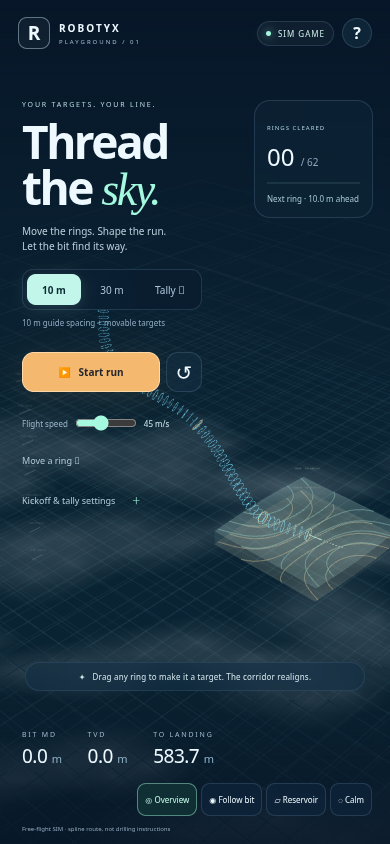 R
ROBOTYX
PLAYGROUND / 01
SIM GAME
?
YOUR TARGETS. YOUR LINE.
Thread
the sky.
RINGS CLEARED
00 / 62
Next ring · 10.0 m ahead
Move the rings. Shape the run.
Let the bit find its way.
10 m
30 m
Tally
10 m guide spacing + movable targets
Start run
Flight speed
45 m/s
Move a ring
Kickoff & tally settings +
Drag any ring to make it a target. The corridor realigns.
BIT MD
TVD
TO LANDING
0.0 m
0.0 m
583.7 m
Overview
Follow bit
Reservoir
Calm
Free-flight SIM · spline route, not drilling instructions